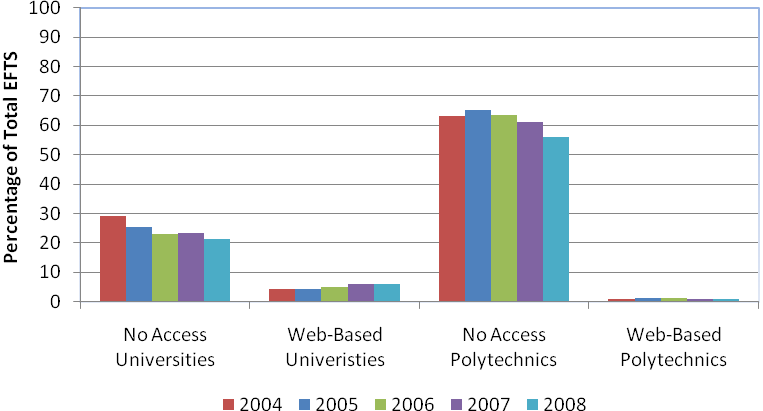 100
90
80
70
60
50
40
30
20
10
0
Percentage of Total EFTS
No Access
Universities
Web-Based
Univeristies
No Access
Polytechnics
Web-Based
Polytechnics
2004 2005 2006 2007 2008